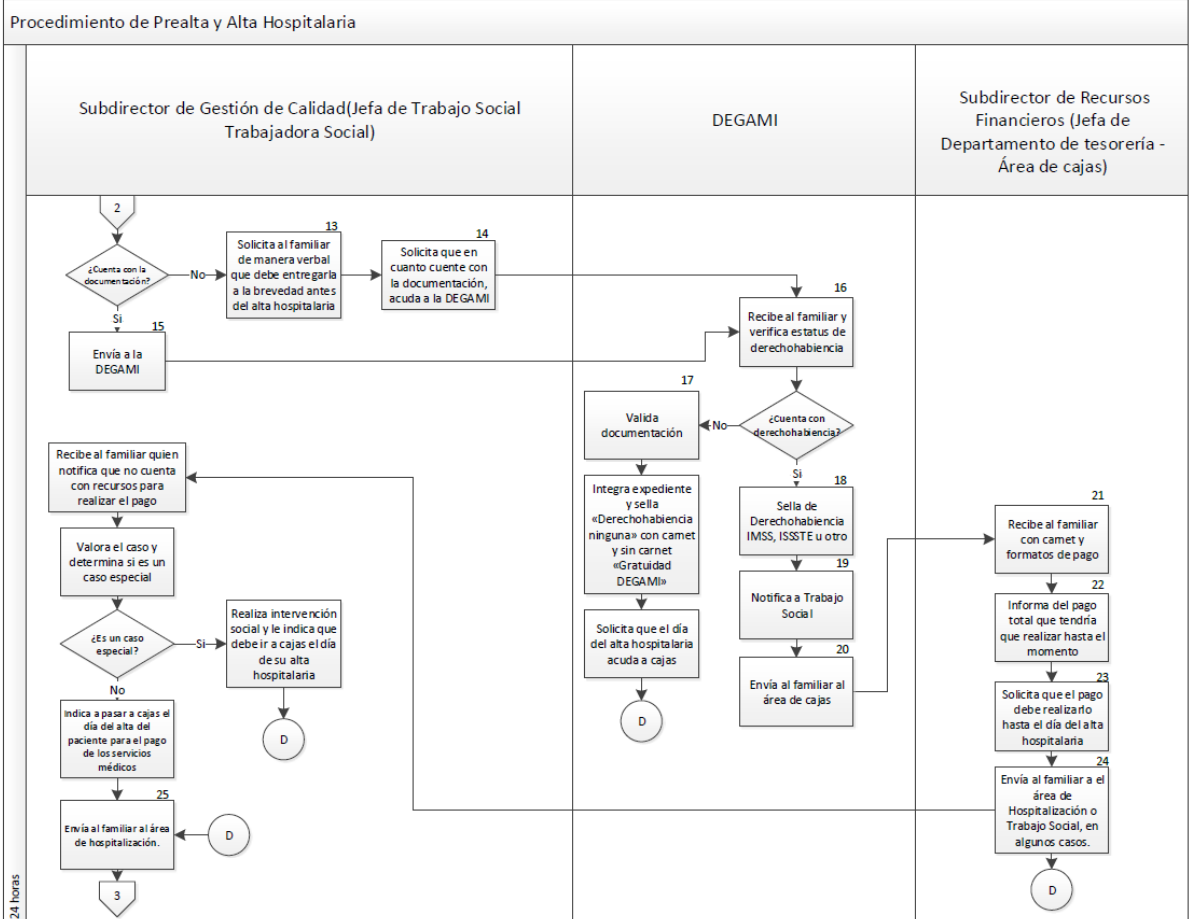 Procedimiento de Prealta y Alta Hospitalaria
Subdirector de Gestión de Calidad(Jefa de Trabajo Social
Trabajadora Social)
DEGAMI
Subdirector de Recursos
Financieros (Jefa de
Departamento de tesorería -
Área de cajas)
24 horas
2
¿Cuenta con la
documentación?
No
Si
13
Solicita al familiar
de manera verbal
que debe entregarla
a la brevedad antes
del alta hospitalaria
14
Solicita que en
cuanto cuente con
la documentación,
acuda a la DEGAMI
15
Envía a la
DEGAMI
16
Recibe al familiar y
verifica estatus de
derechohabiencia
¿Cuenta con
derechohabiencia?
No
Si
17
Valida
documentación
Integra expediente
y sella
«Derechohabiencia
ninguna» con carnet
y sin carnet
«Gratuidad
DEGAMI»
Solicita que el día
del alta hospitalaria
acuda a cajas
D
18
Sella de
Derechohabiencia
IMSS, ISSSTE u otro
19
Notifica a Trabajo
Social
20
Envía al familiar al
área de cajas
21
Recibe al familiar
con carnet y
formatos de pago
22
Informa del pago
total que tendría
que realizar hasta el
momento
23
Solicita que el pago
debe realizarlo
hasta el día del alta
hospitalaria
24
Envía al familiar a el
área de
Hospitalización o
Trabajo Social, en
algunos casos.
D
Recibe al familiar quien
notifica que no cuenta
con recursos para
realizar el pago
Valora el caso y
determina si es un
caso especial
¿Es un caso
especial?
Si
No
Realiza intervención
social y le indica que
debe ir a cajas el día
de su alta
hospitalaria
D
Indica a pasar a cajas el
día del alta del
paciente para el pago
de los servicios
médicos
25
Envía al familiar al área
de hospitalización.
D
3